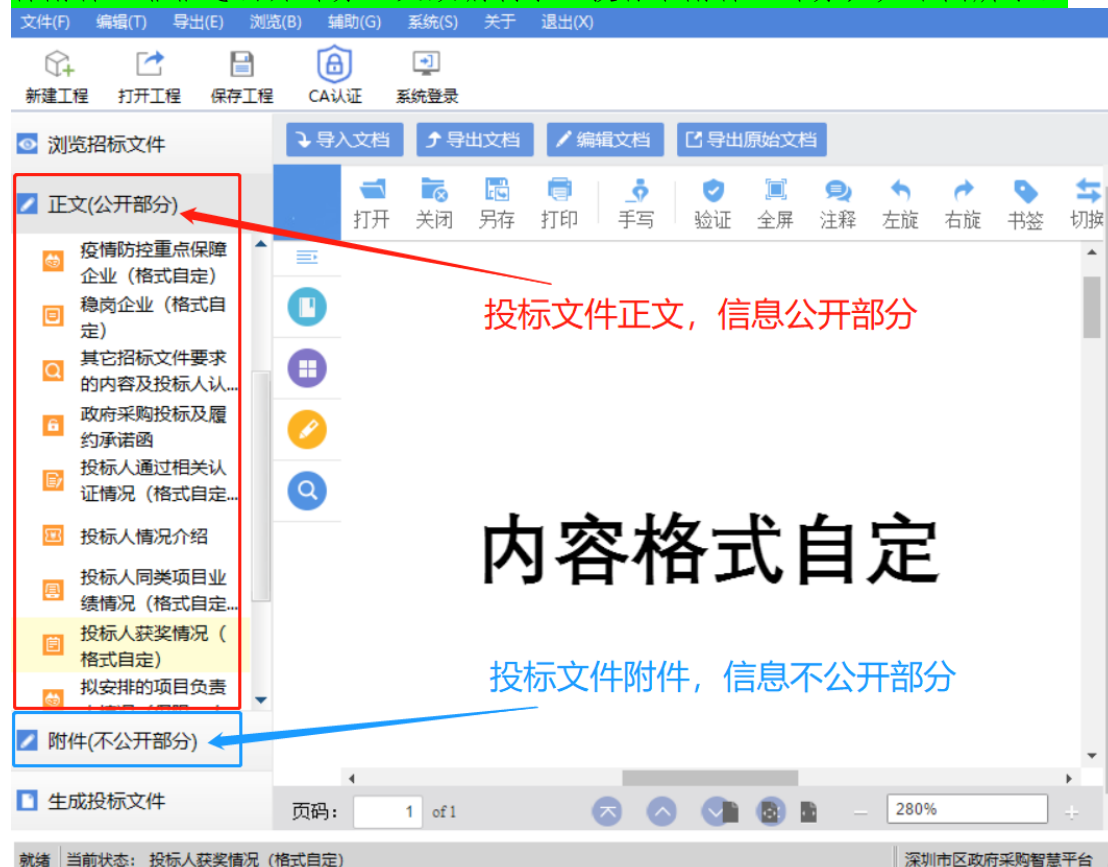 文件(F) 编辑(T) 导出(E) 浏览(B) 辅助(G) 系统(S) 关于 退出(X)
新建工程 打开工程 保存工程 CA认证 系统登录
浏览招标文件
导入文档 导出文档 编辑文档 导出原始文档
正文(公开部分)
打开 关闭 另存 打印 手写 验证 全屏 注释 左旋 右旋 书签 切换
疫情防控重点保障
企业（格式自定）
稳岗企业（格式自
定）
其它招标文件要求
的内容及投标人认...
政府采购投标及履
约承诺函
投标人通过相关认
证情况（格式自定...
投标人情况介绍
投标人同类项目业
绩情况（格式自定...
投标人获奖情况（
格式自定）
拟安排的项目负责
投标文件正文，信息公开部分
内容格式自定
投标文件附件，信息不公开部分
附件(不公开部分)
生成投标文件
页码： 1 of 1 280%
就绪 当前状态：投标人获奖情况（格式自定） 深圳市区政府采购智慧平台